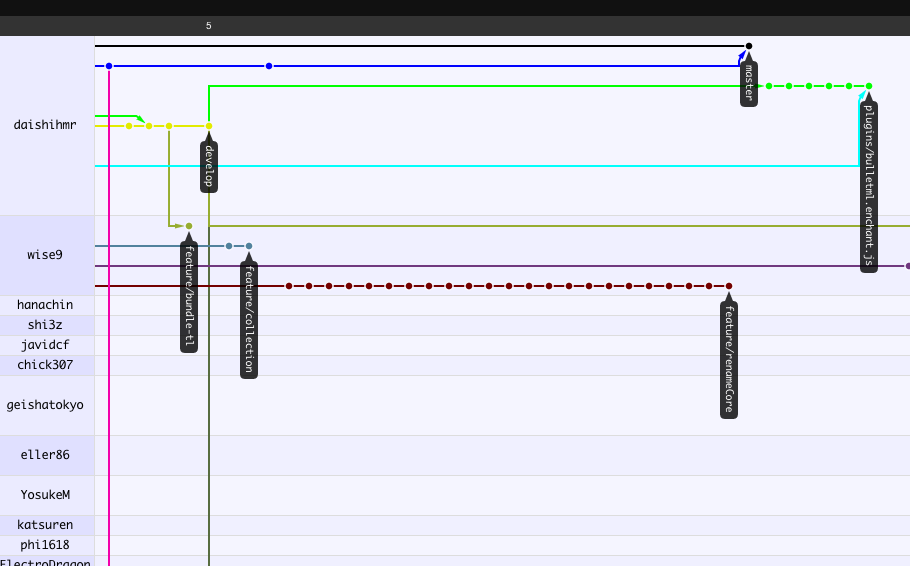 5
daishihmr
wise9
hanachin
shi3z
javidcf
chick307
geishatokyo
eller86
YosukeM
katsuren
phi1618
ElectroDragon
master
develop
plugins/bulletml.enchant.js
feature/bundle-tl
feature/collection
feature/renameCore